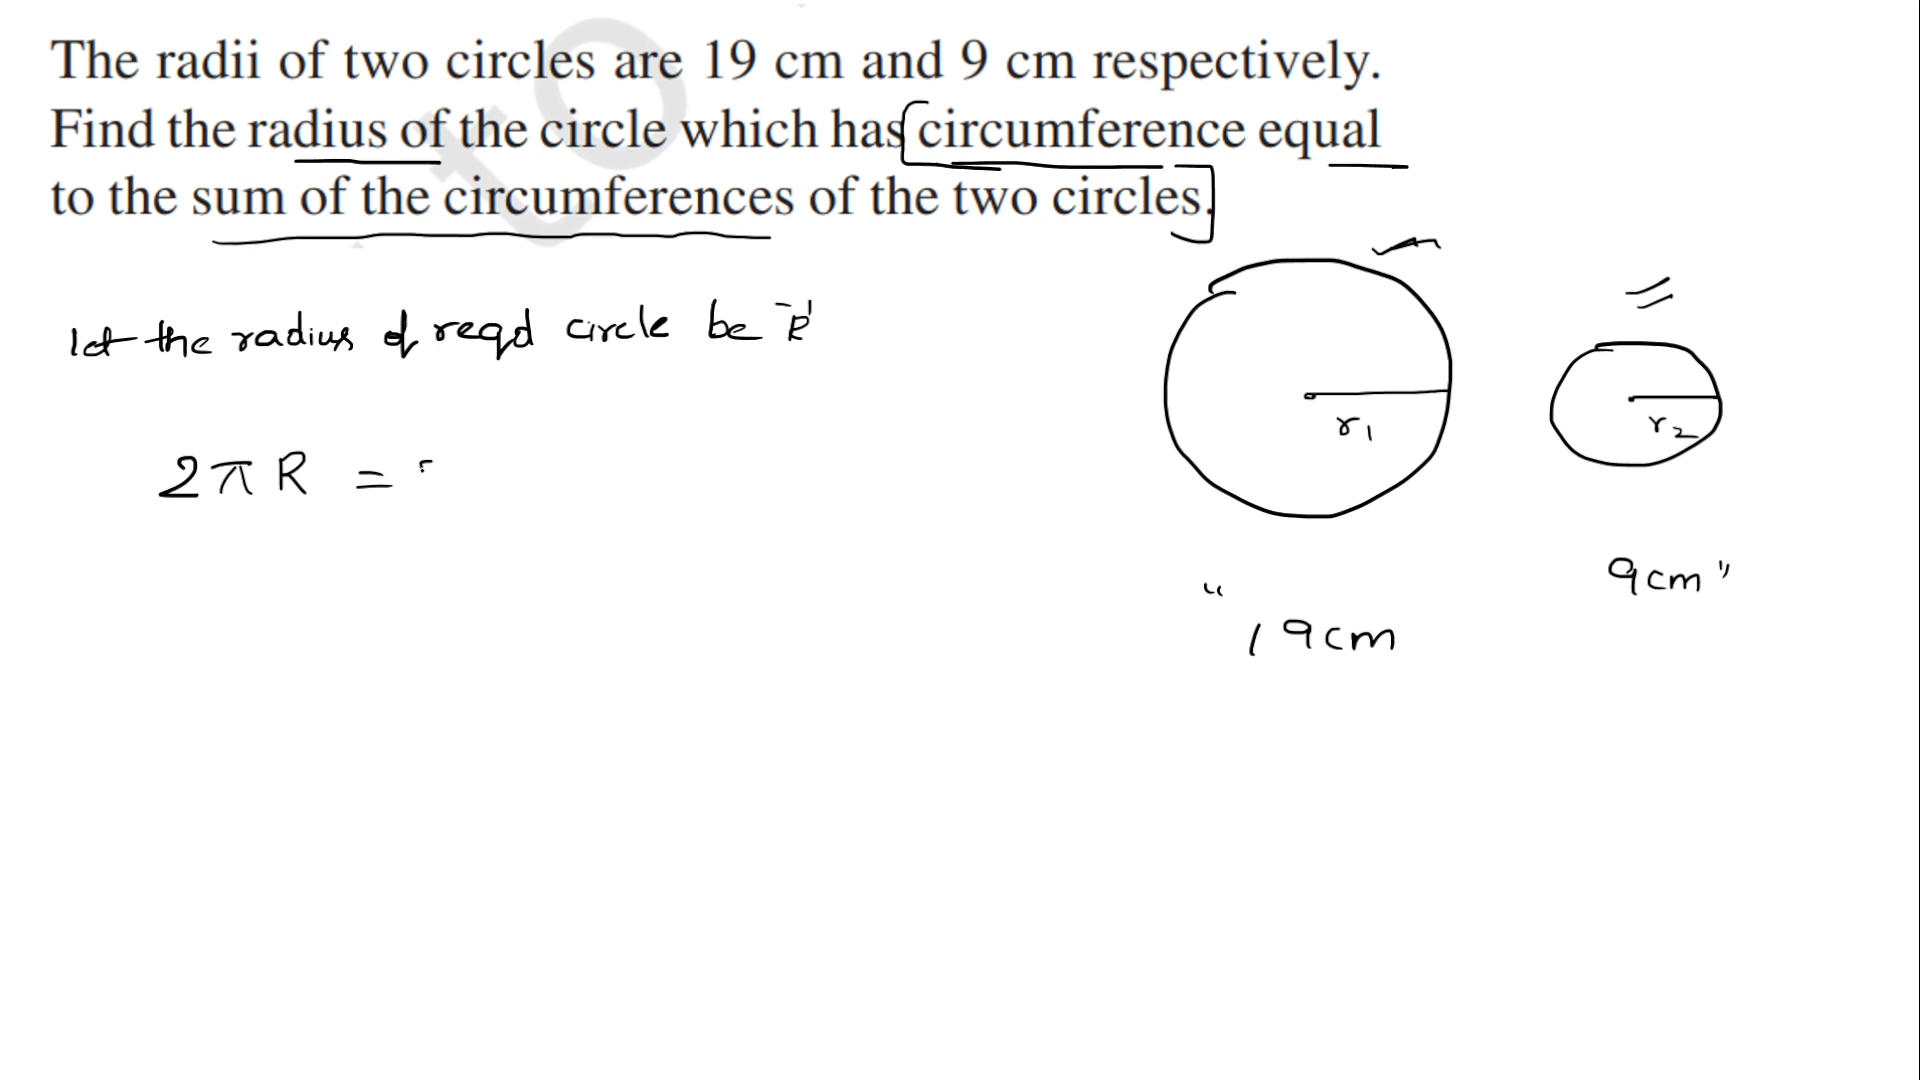 The radii of two circles are 19 cm and 9 cm respectively.
Find the radius of the circle which has circumference equal
to the sum of the circumferences of the two circles.
let the radius of reqd circle be 'R'
2πR =
r1
r2
9cm"
"19cm